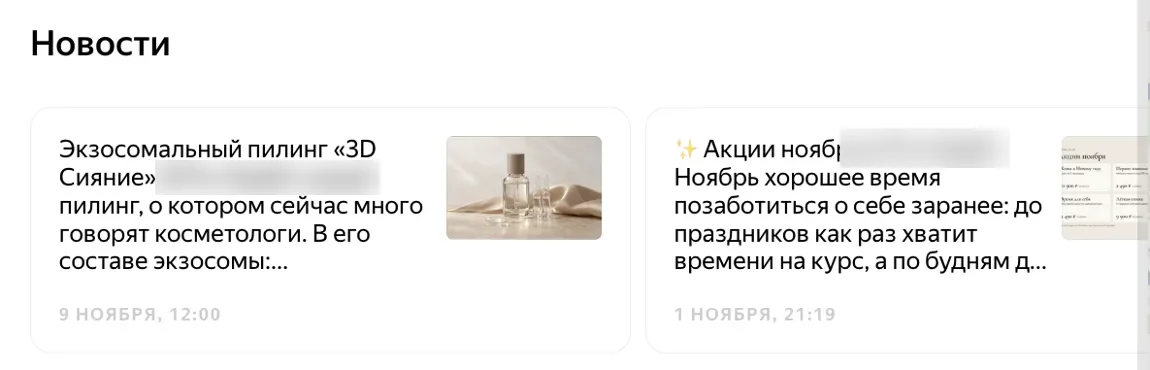 Новости
Экзосомальный пилинг «3D
Сияние»
пилинг, о котором сейчас много
говорят косметологи. В его
составе экзосомы:...
9 НОЯБРЯ, 12:00
✨ Акции
Ноябрь хорошее время
позаботиться о себе заранее: до
праздников как раз хватит
времени на курс, а по будням д...
1 НОЯБРЯ, 21:19